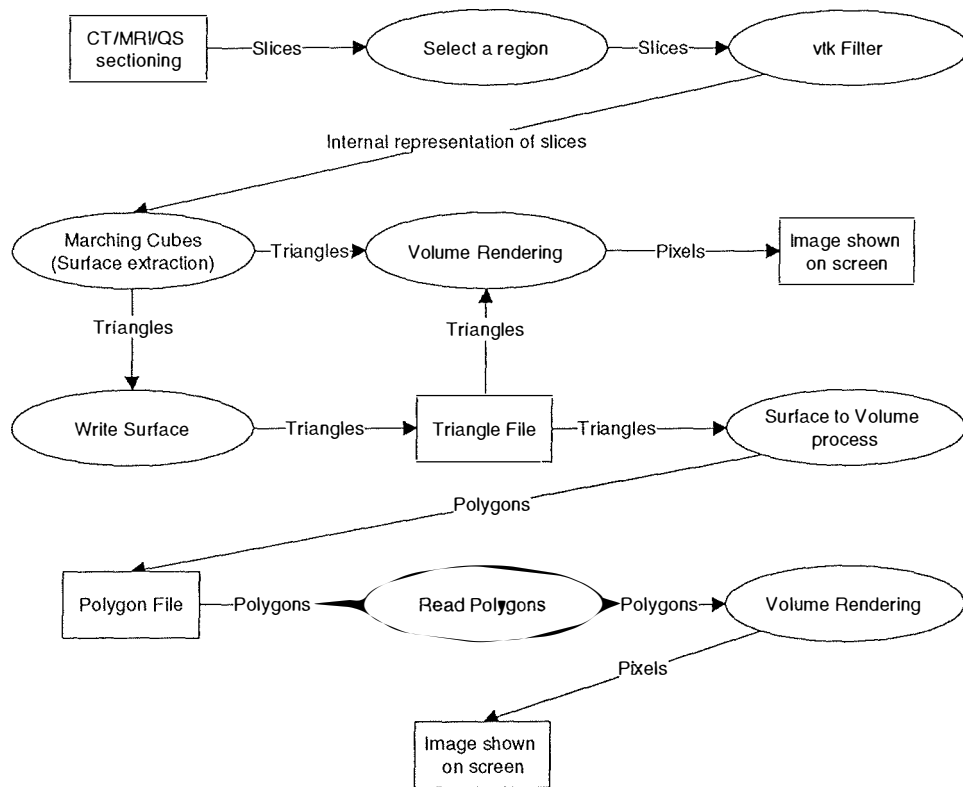 CT/MRI/QS
sectioning
Slices
Select a region
Slices
vtk Filter
Internal representation of slices
Marching Cubes
(Surface extraction)
Triangles
Volume Rendering
Pixels
Image shown
on screen
Triangles
Triangles
Write Surface
Triangles
Triangle File
Triangles
Surface to Volume
process
Polygons
Polygon File
Polygons
Read Polygons
Polygons
Volume Rendering
Pixels
Image shown
on screen